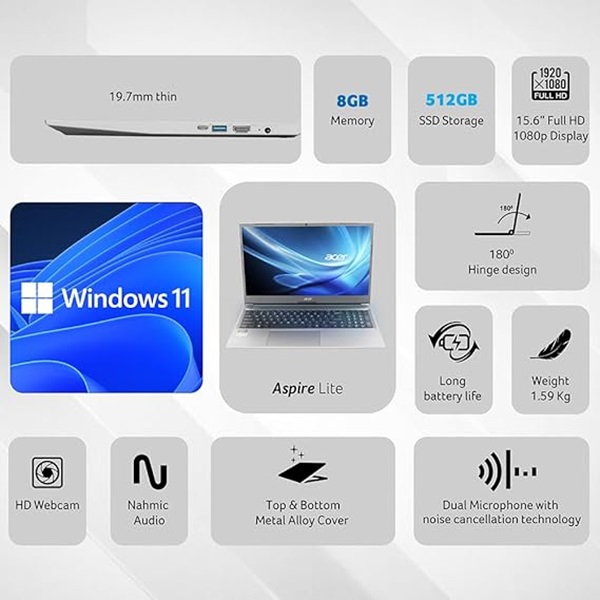 19.7mm thin
8GB
Memory
512GB
SSD Storage
1920
×1080
FULL HD
15.6” Full HD
1080p Display
Windows 11
acer
acer
Aspire Lite
180°
180⁰
Hinge design
Long
battery life
Weight
1.59 Kg
HD Webcam
Nahmic
Audio
Top & Bottom
Metal Alloy Cover
Dual Microphone with
noise cancellation technology